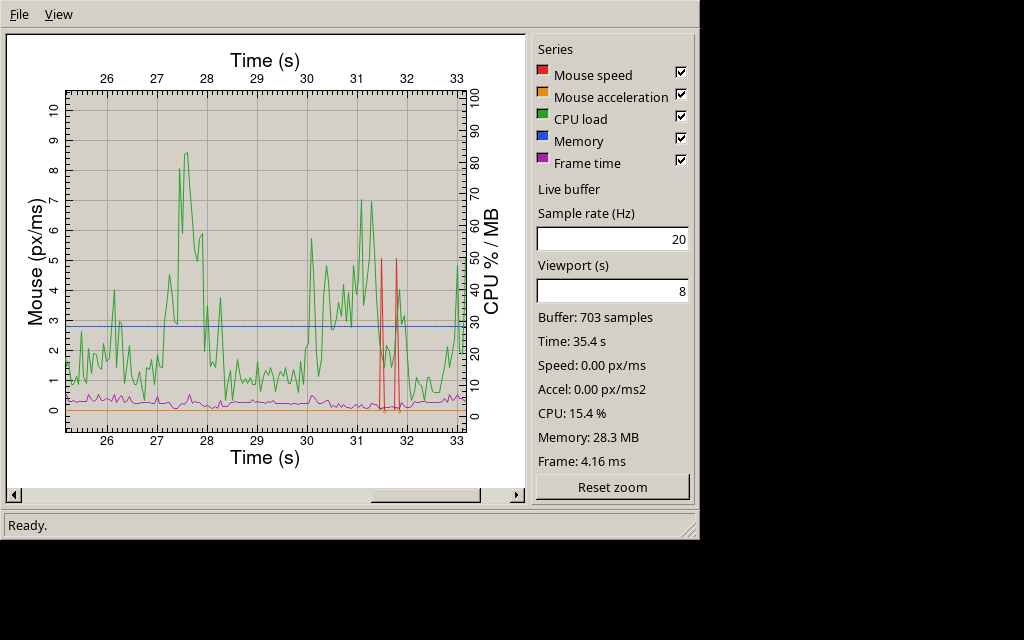 File View
Time (s)
26 27 28 29 30 31 32 33
10
9
8
7
6
5
4
3
2
1
0
Mouse (px/ms)
100
90
80
70
60
50
40
30
20
10
0
CPU % / MB
26 27 28 29 30 31 32 33
Time (s)
Series
Mouse speed
Mouse acceleration
CPU load
Memory
Frame time
Live buffer
Sample rate (Hz)
20
Viewport (s)
8
Buffer: 703 samples
Time: 35.4 s
Speed: 0.00 px/ms
Accel: 0.00 px/ms2
CPU: 15.4 %
Memory: 28.3 MB
Frame: 4.16 ms
Reset zoom
Ready.